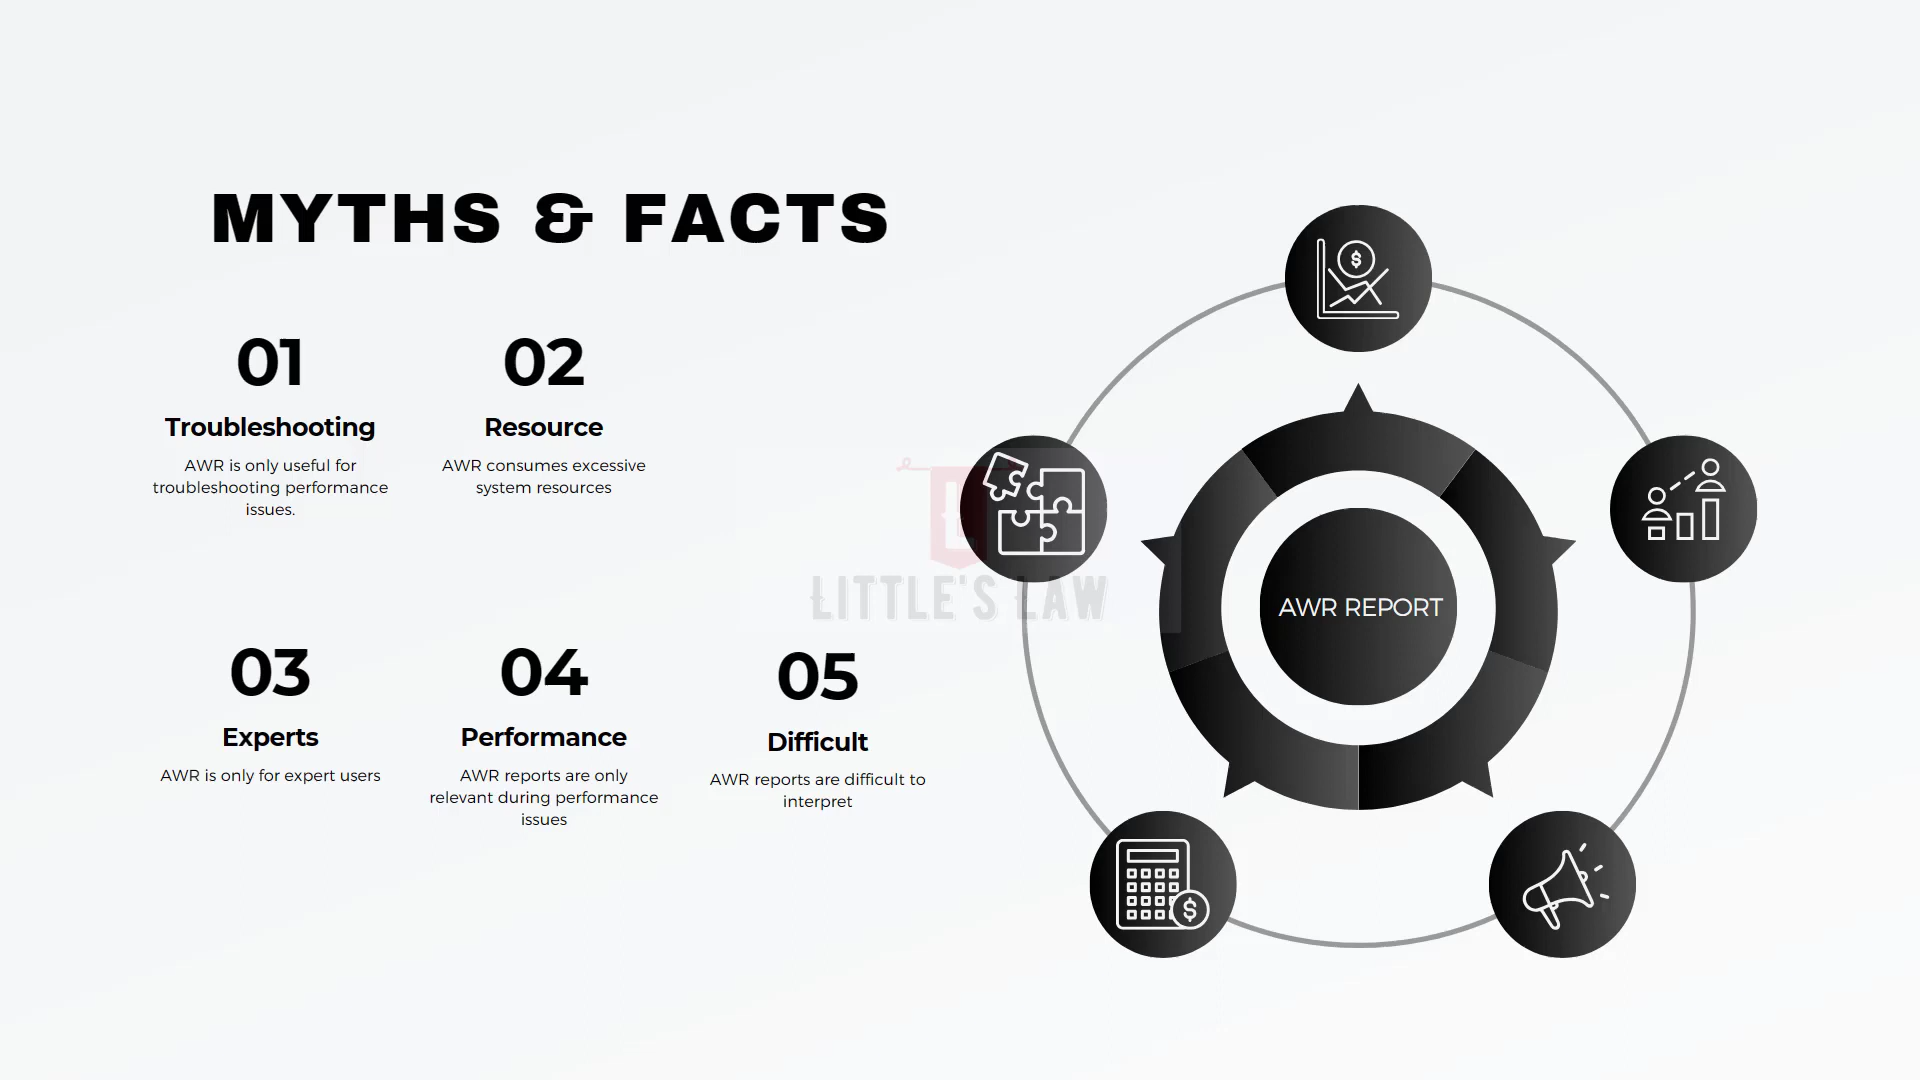 MYTHS & FACTS
01
Troubleshooting
AWR is only useful for
troubleshooting performance
issues.
02
Resource
AWR consumes excessive
system resources
03
Experts
AWR is only for expert users
04
Performance
AWR reports are only
relevant during performance
issues
05
Difficult
AWR reports are difficult to
interpret
$
AWR REPORT
$
L
LITTLE'S LAW